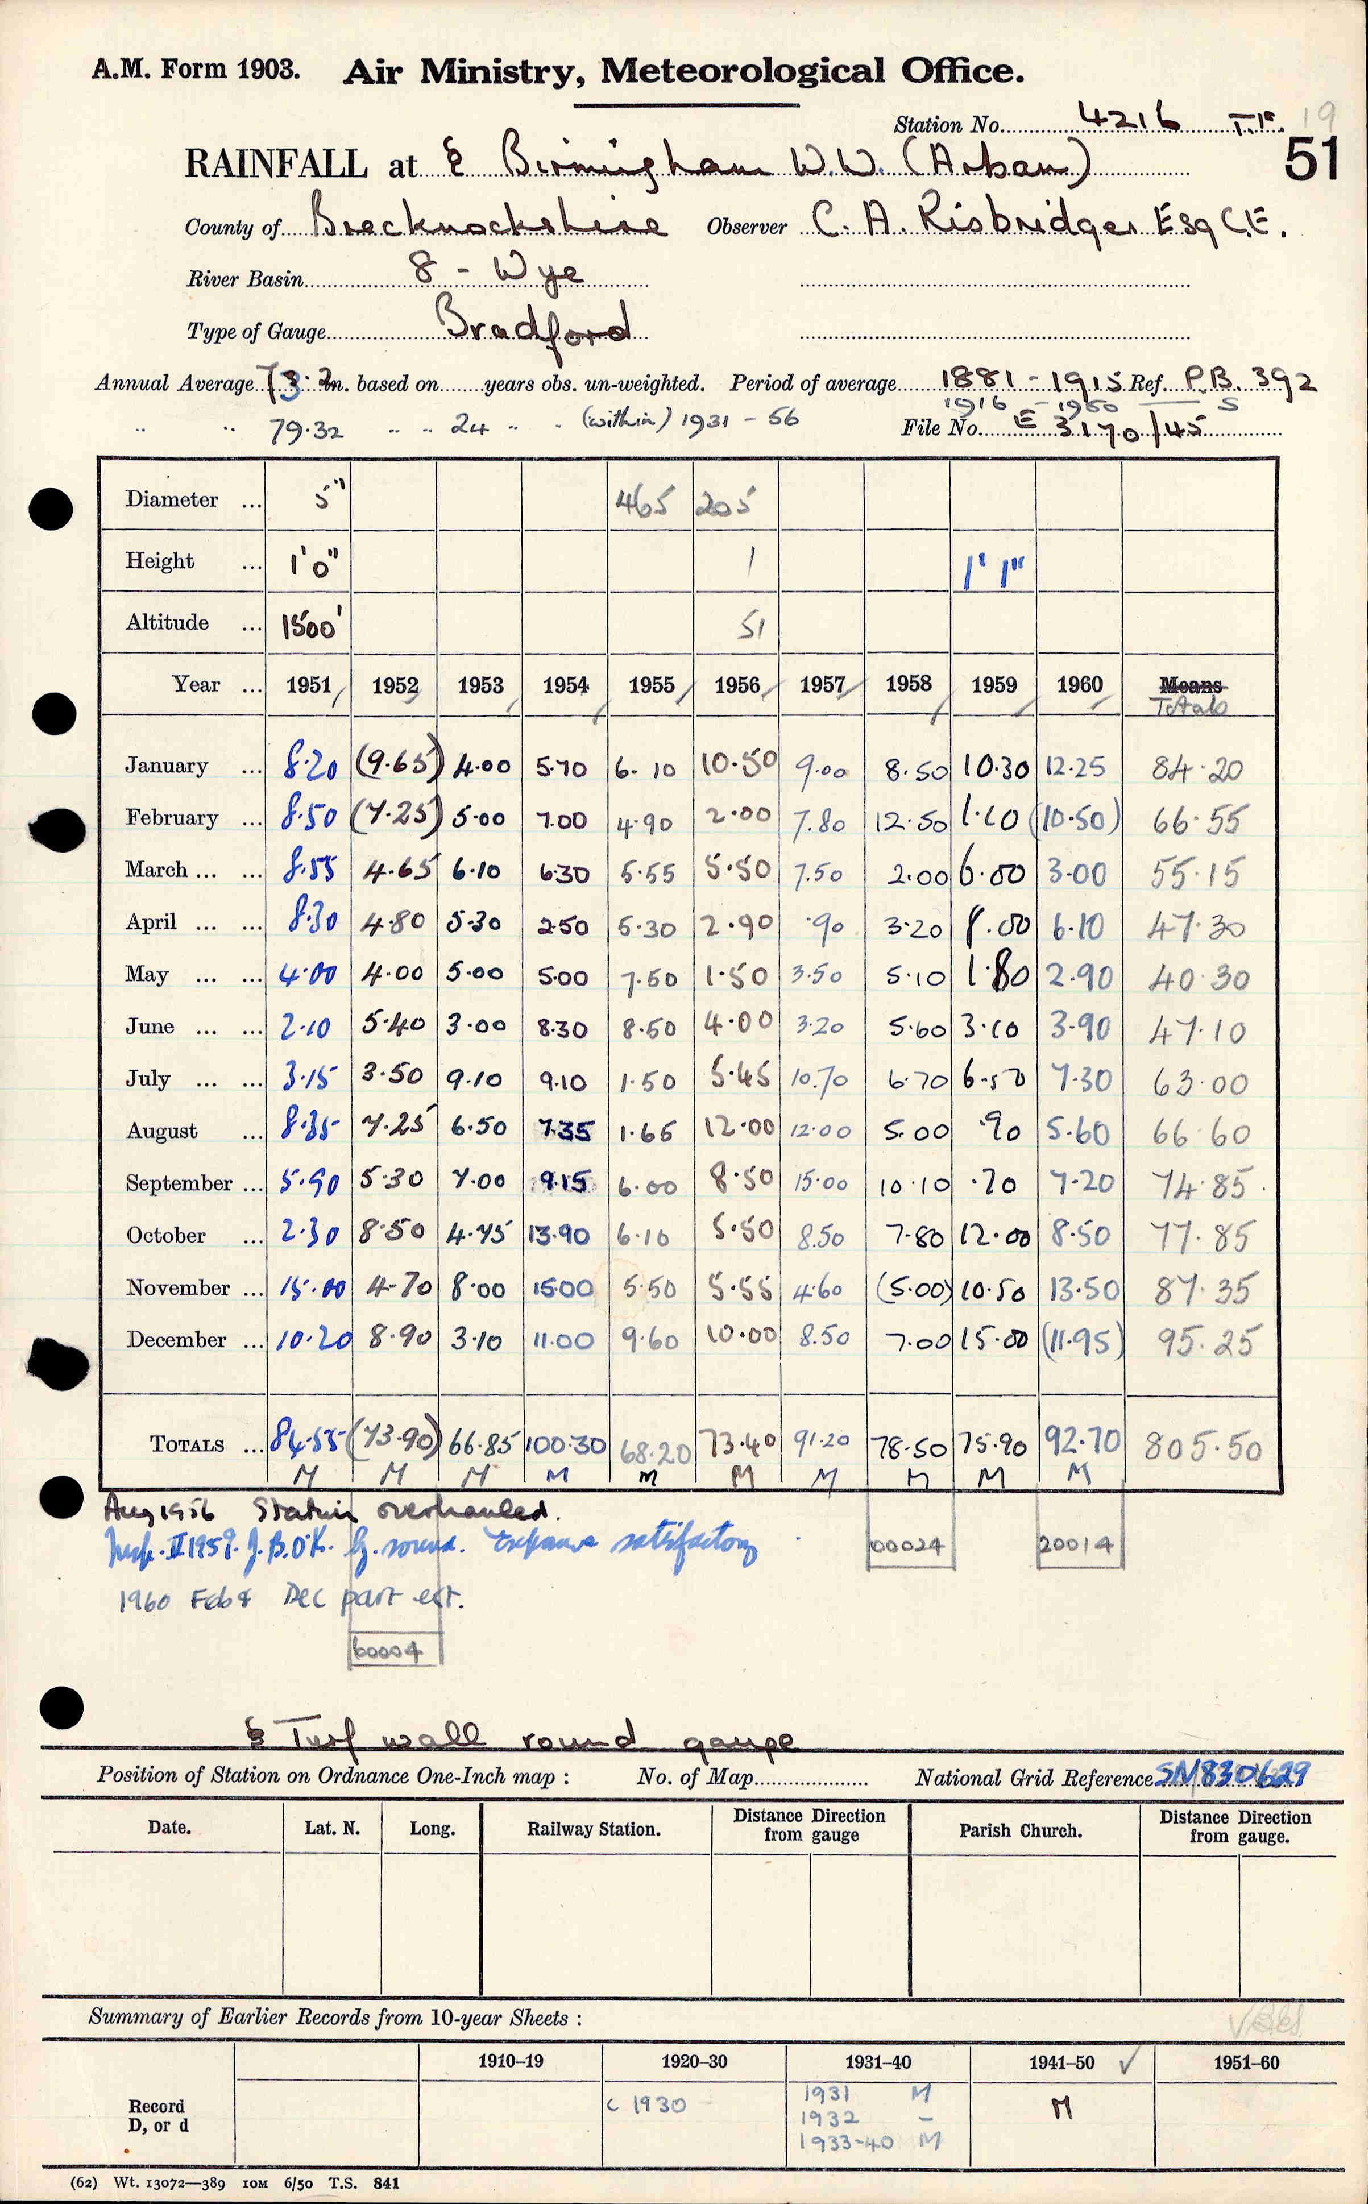 A.M. Form 1903. Air Ministry, Meteorological Office.
Station No. 4216 T.F. 19
51
RAINFALL at & Birmingham W.W. (Arban)
County of Brecknockshire Observer C. A. Risbridger Esq C.E.
River Basin 8 - Wye
Type of Gauge Bradford
Annual Average 73.2 in. based on ...... years obs. un-weighted. Period of average 1881 - 1915 Ref. P.B. 392
1916 - 1950 S
" " 79.32 " " 24 " " (within) 1931 - 56 File No. E 3170/45
Diameter ... 5" 465 205
Height ... 1'0" 1 1' 1"
Altitude ... 1500' 51
Year ... 1951 1952 1953 1954 1955 1956 1957 1958 1959 1960 Means
Totals
January ... 8.20 (9.65) 4.00 5.70 6.10 10.50 9.00 8.50 10.30 12.25 84.20
February ... 8.50 (7.25) 5.00 7.00 4.90 2.00 7.80 12.50 1.10 (10.50) 66.55
March ... ... 8.55 4.65 6.10 6.30 5.55 5.50 7.50 2.00 6.00 3.00 55.15
April ... ... 8.30 4.80 5.30 2.50 5.30 2.90 .90 3.20 8.00 6.10 47.30
May ... ... 4.00 4.00 5.00 5.00 7.50 1.50 3.50 5.10 1.80 2.90 40.30
June ... ... 2.10 5.40 3.00 8.30 8.50 4.00 3.20 5.60 3.10 3.90 47.10
July ... ... 3.15 3.50 9.10 9.10 1.50 5.45 10.70 6.70 6.50 7.30 63.00
August ... 8.35 7.25 6.50 7.35 1.65 12.00 12.00 5.00 .90 5.60 66.60
September ... 5.90 5.30 7.00 9.15 6.00 8.50 15.00 10.10 .70 7.20 74.85
October ... 2.30 8.50 4.75 13.90 6.10 5.50 8.50 7.80 12.00 8.50 77.85
November ... 15.00 4.70 8.00 15.00 5.50 5.55 4.60 (5.00) 10.50 13.50 87.35
December ... 10.20 8.90 3.10 11.00 9.60 10.00 8.50 7.00 15.00 (11.95) 95.25
TOTALS ... 84.55 (73.90) 66.85 100.30 68.20 73.40 91.20 78.50 75.90 92.70 805.50
M M M M M M M M M M
Aug 1956 Station overhauled.
Insp. V 1959. J.B.O'K. G. sound. Exposure satisfactory
00024 20014
1960 Feb & Dec part est.
60004
& Turf wall round gauge
Position of Station on Ordnance One-Inch map : No. of Map National Grid Reference SN/830629
Date. Lat. N. Long. Railway Station. Distance Direction from gauge Parish Church. Distance Direction from gauge.
Summary of Earlier Records from 10-year Sheets :
1910–19 1920–30 1931–40 1941–50 ✓ 1951–60
Record D, or d
c 1930
1931 M
1932 -
1933-40 M
M
(62) Wt. 13072—389 10M 6/50 T.S. 841